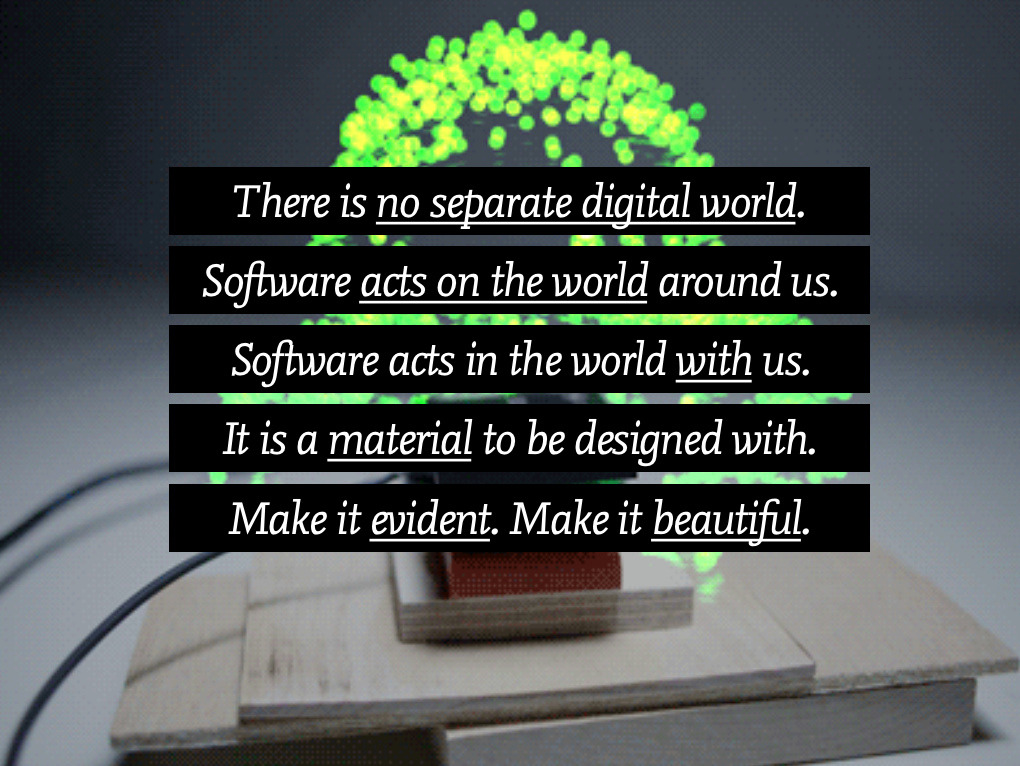 There is no separate digital world.
Software acts on the world around us.
Software acts in the world with us.
It is a material to be designed with.
Make it evident. Make it beautiful.